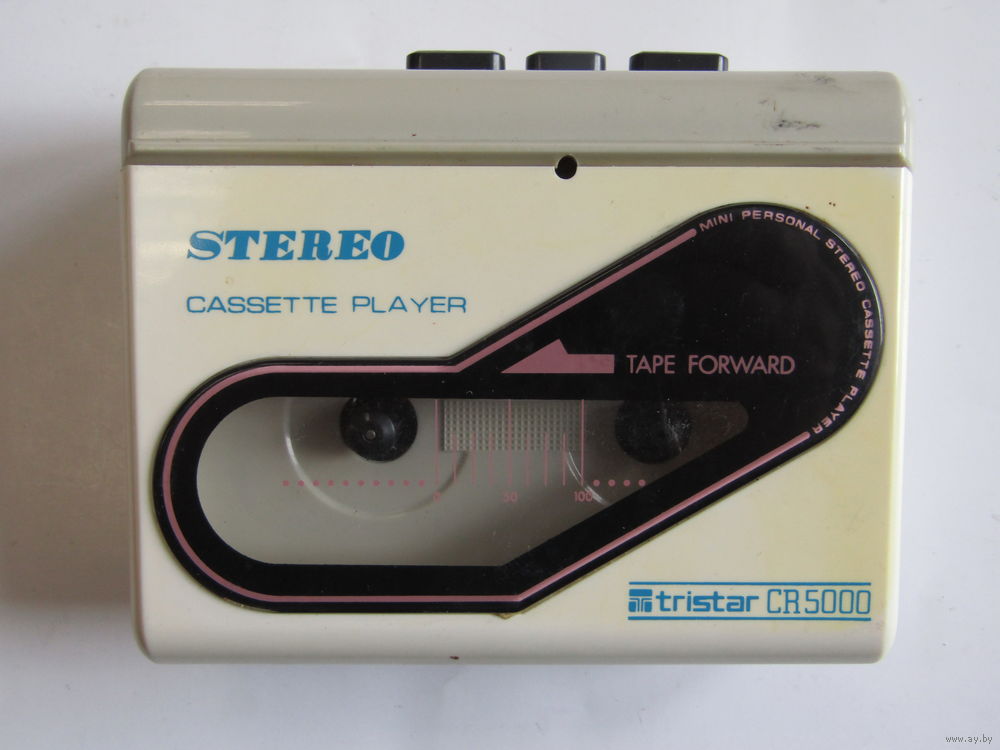 STEREO
CASSETTE PLAYER
MINI PERSONAL STEREO CASSETTE PLAYER
TAPE FORWARD
0 50 100
tristar CR5000
www.ay.by